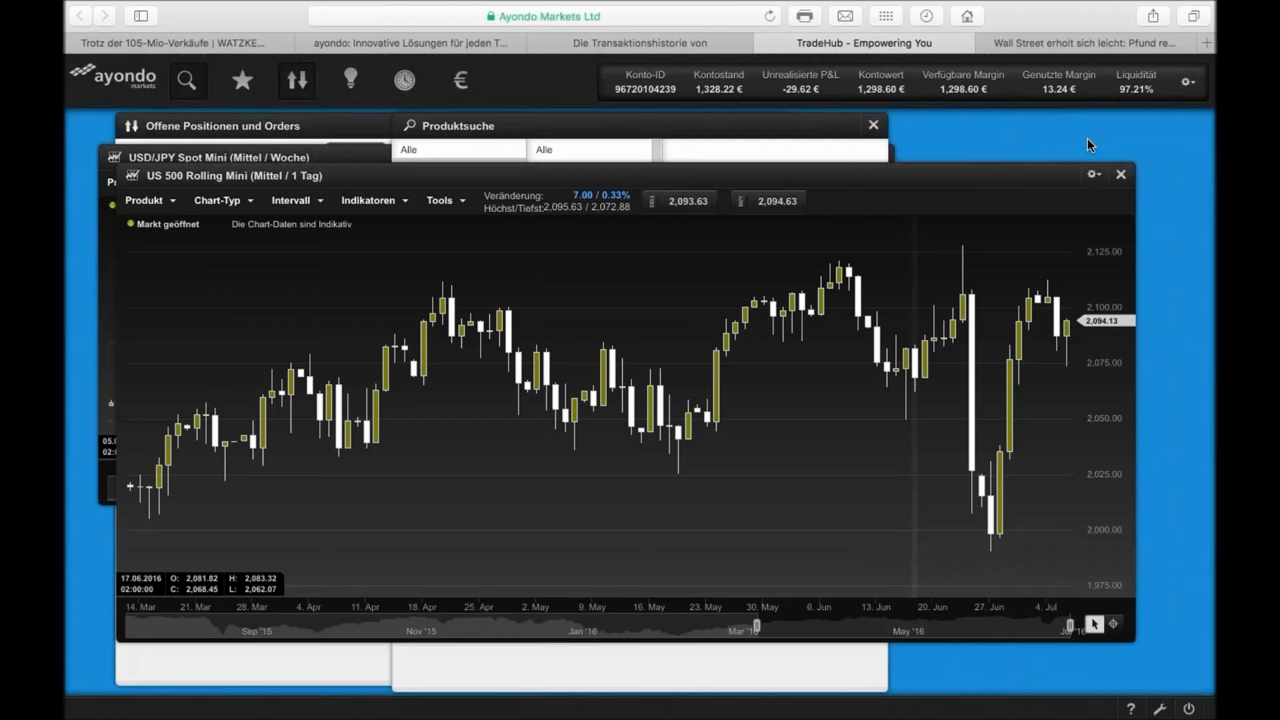 Ayondo Markets Ltd
Trotz der 105-Mio-Verkäufe | WATZKE...
ayondo: Innovative Lösungen für jeden T...
Die Transaktionshistorie von
TradeHub - Empowering You
Wall Street erholt sich leicht: Pfund re...
ayondo
markets
Konto-ID
96720104239
Kontostand
1,328.22 €
Unrealisierte P&L
-29.62 €
Kontowert
1,298.60 €
Verfügbare Margin
1,298.60 €
Genutzte Margin
13.24 €
Liquidität
97.21%
Offene Positionen und Orders
Produktsuche
Alle
Alle
USD/JPY Spot Mini (Mittel / Woche)
US 500 Rolling Mini (Mittel / 1 Tag)
Produkt
Chart-Typ
Intervall
Indikatoren
Tools
Veränderung: 7.00 / 0.33%
Höchst/Tiefst: 2,095.63 / 2,072.88
SELL 2,093.63
BUY 2,094.63
Markt geöffnet
Die Chart-Daten sind Indikativ
2,125.00
2,100.00
2,094.13
2,075.00
2,050.00
2,025.00
2,000.00
1,975.00
05.0
02:0
17.06.2016 O: 2,081.82 H: 2,083.32
02:00:00 C: 2,068.45 L: 2,062.07
14. Mar 21. Mar 28. Mar 4. Apr 11. Apr 18. Apr 25. Apr 2. May 9. May 16. May 23. May 30. May 6. Jun 13. Jun 20. Jun 27. Jun 4. Jul
Sep '15 Nov '15 Jan '16 Mar '16 May '16 Jul '16